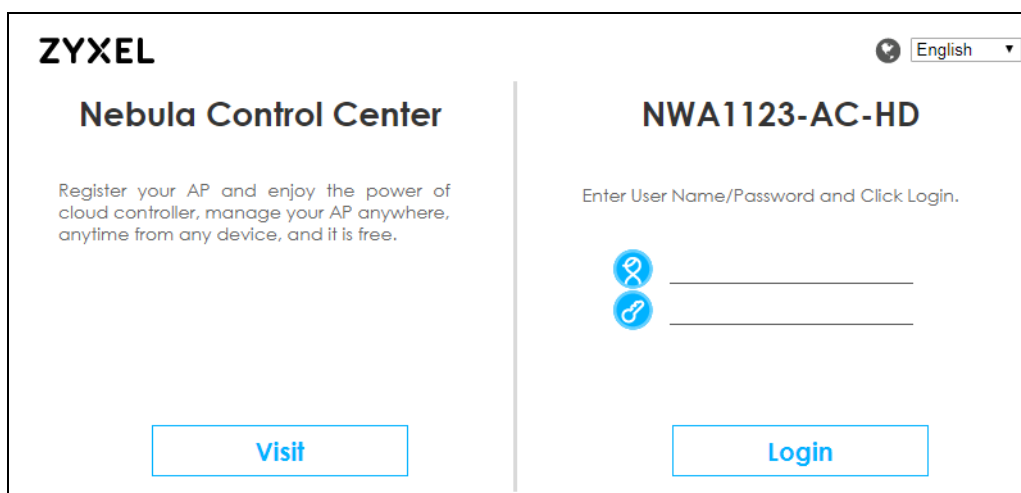 ZYXEL
English
Nebula Control Center
Register your AP and enjoy the power of
cloud controller, manage your AP anywhere,
anytime from any device, and it is free.
Visit
NWA1123-AC-HD
Enter User Name/Password and Click Login.
Login